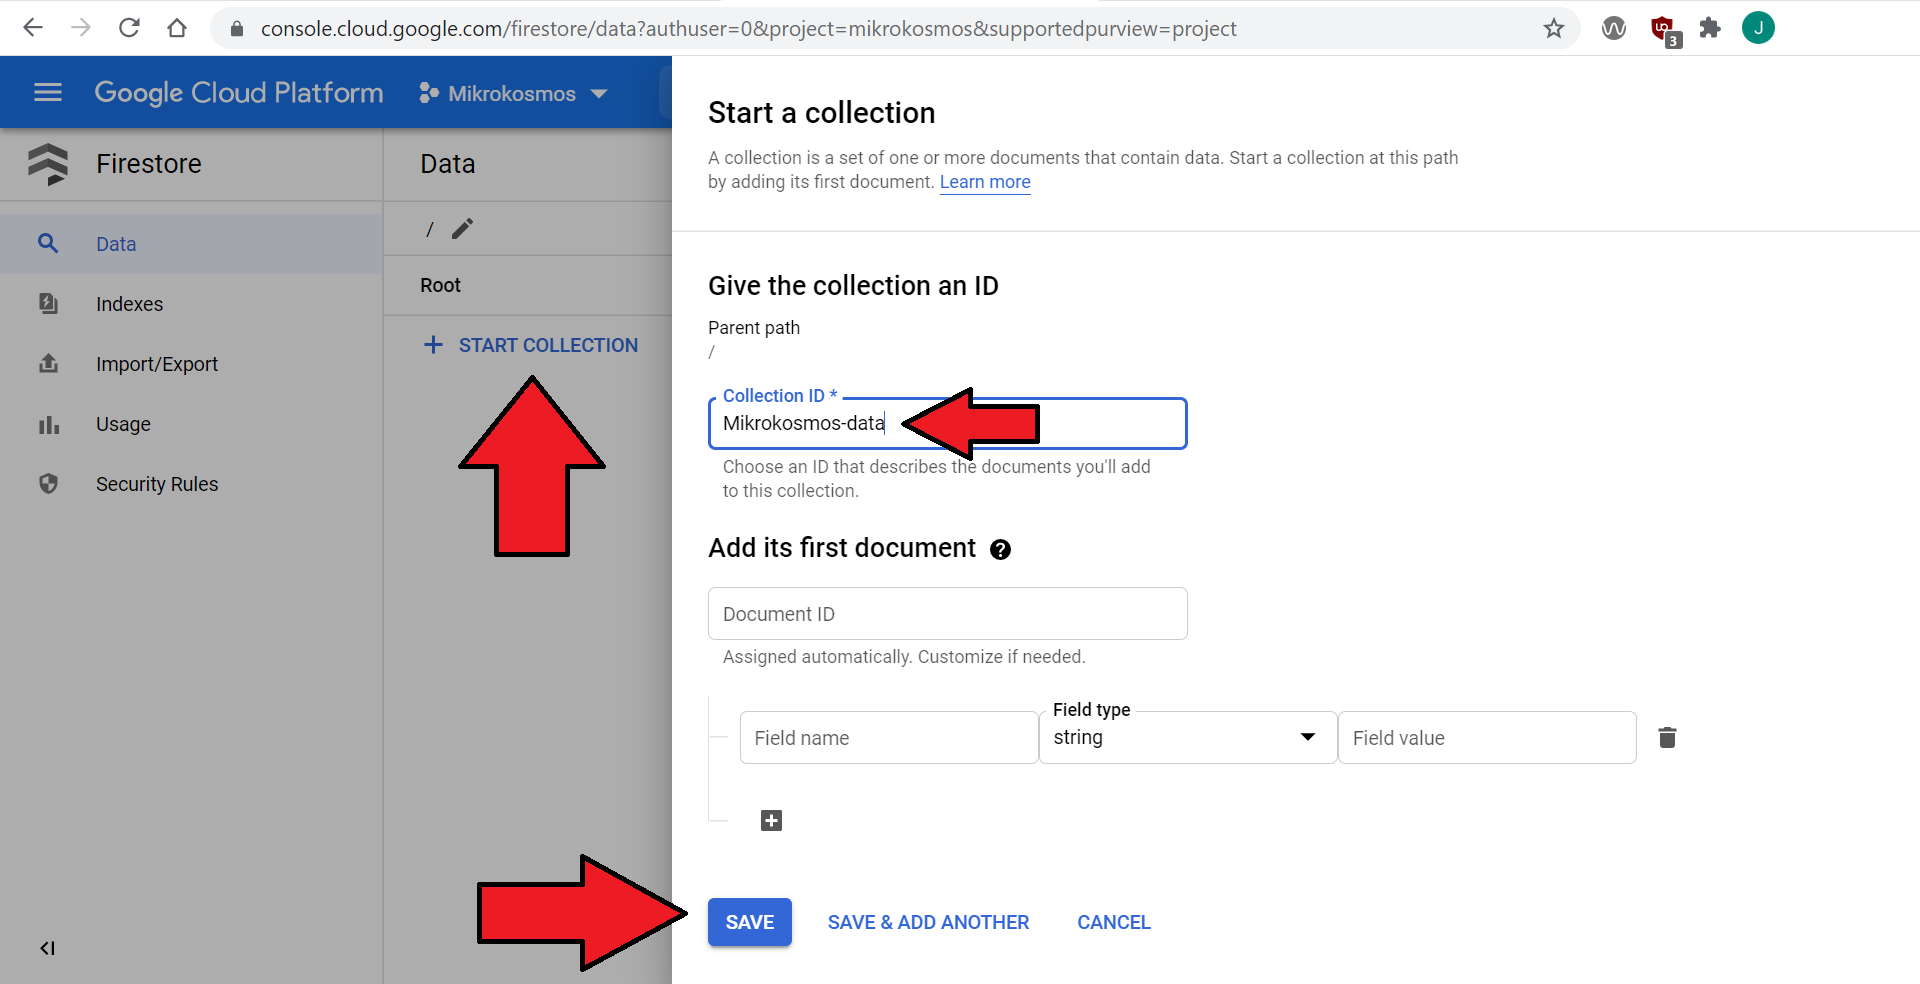 console.cloud.google.com/firestore/data?authuser=0&project=mikrokosmos&supportedpurview=project
3
J
Google Cloud Platform
Mikrokosmos
Firestore
Data
Indexes
Import/Export
Usage
Security Rules
Data
/
Root
+ START COLLECTION
Start a collection
A collection is a set of one or more documents that contain data. Start a collection at this path
by adding its first document. Learn more
Give the collection an ID
Parent path
/
Collection ID *
Mikrokosmos-data
Choose an ID that describes the documents you'll add
to this collection.
Add its first document ?
Document ID
Assigned automatically. Customize if needed.
Field name
Field type
string
Field value
SAVE
SAVE & ADD ANOTHER
CANCEL